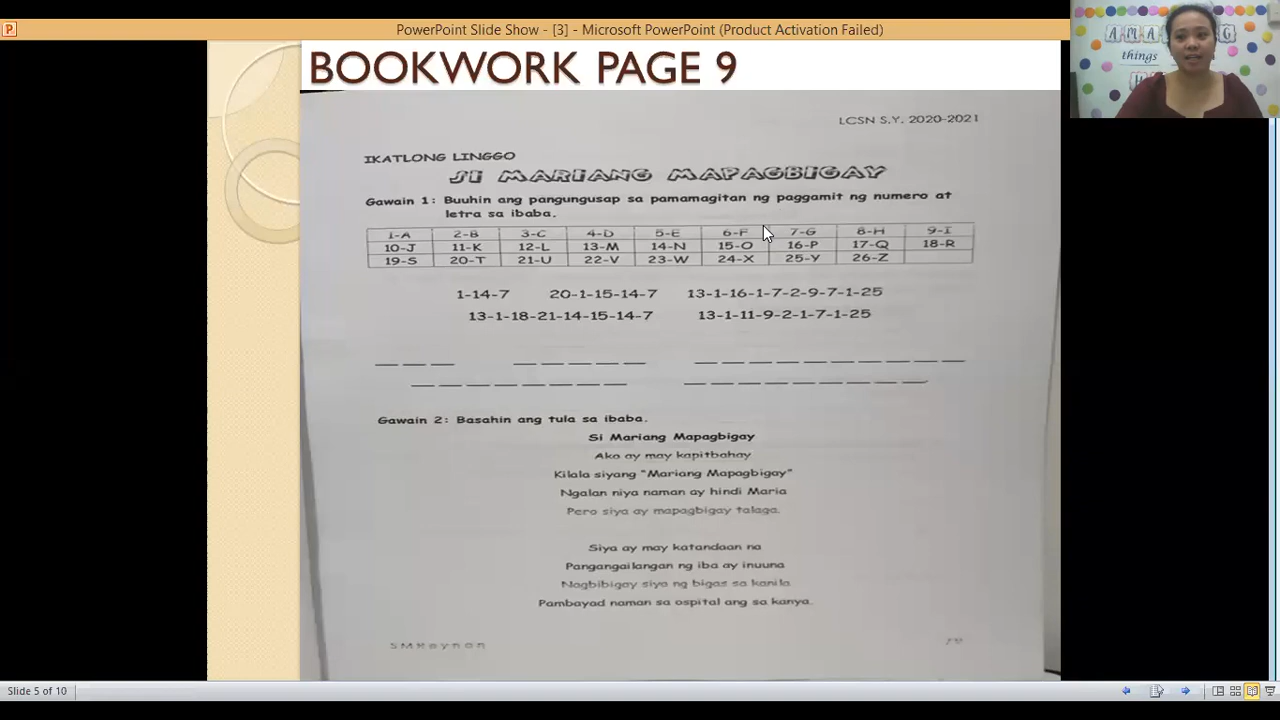 PowerPoint Slide Show - [3] - Microsoft PowerPoint (Product Activation Failed)
AMAZING
things
BOOKWORK PAGE 9
LCSN S.Y. 2020-2021
IKATLONG LINGGO
SI MARIANG MAPAGBIGAY
Gawain 1: Buuhin ang pangungusap sa pamamagitan ng paggamit ng numero at
letra sa ibaba.
1-A 2-B 3-C 4-D 5-E 6-F 7-G 8-H 9-I
10-J 11-K 12-L 13-M 14-N 15-O 16-P 17-Q 18-R
19-S 20-T 21-U 22-V 23-W 24-X 25-Y 26-Z
1-14-7 20-1-15-14-7 13-1-16-1-7-2-9-7-1-25
13-1-18-21-14-15-14-7 13-1-11-9-2-1-7-1-25
Gawain 2: Basahin ang tula sa ibaba.
Si Mariang Mapagbigay
Ako ay may kapitbahay
Kilala siyang "Mariang Mapagbigay"
Ngalan niya naman ay hindi Maria
Pero siya ay mapagbigay talaga.
Siya ay may katandaan na
Pangangailangan ng iba ay inuuna
Nagbibigay siya ng bigas sa kanila
Pambayad naman sa ospital ang sa kanya.
Slide 5 of 10